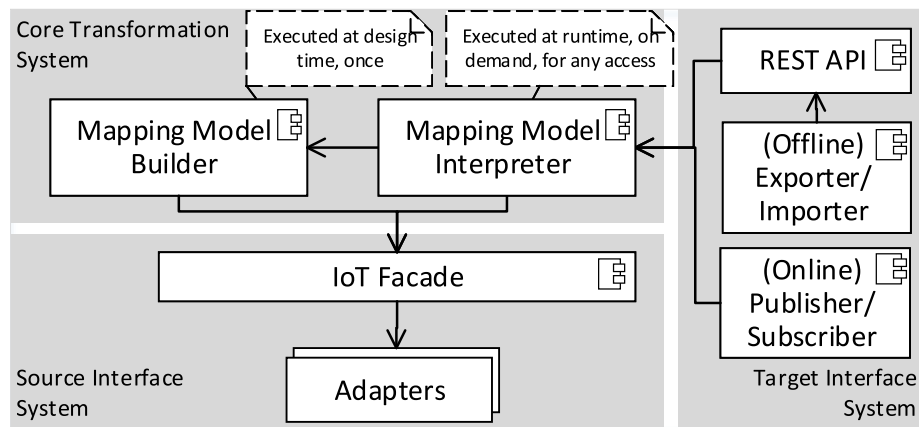 Core Transformation
System
Executed at design
time, once
Executed at runtime, on
demand, for any access
Mapping Model
Builder
Mapping Model
Interpreter
REST API
(Offline)
Exporter/
Importer
(Online)
Publisher/
Subscriber
IoT Facade
Adapters
Source Interface
System
Target Interface
System